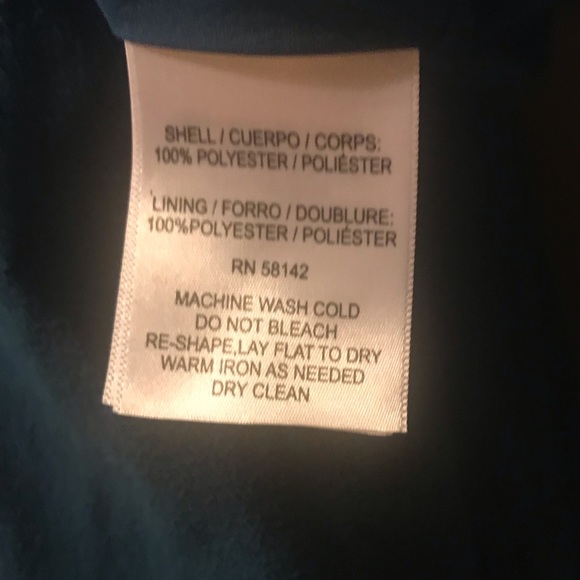 SHELL / CUERPO / CORPS:
100% POLYESTER / POLIÉSTER
LINING / FORRO / DOUBLURE:
100%POLYESTER / POLIÉSTER
RN 58142
MACHINE WASH COLD
DO NOT BLEACH
RE-SHAPE,LAY FLAT TO DRY
WARM IRON AS NEEDED
DRY CLEAN